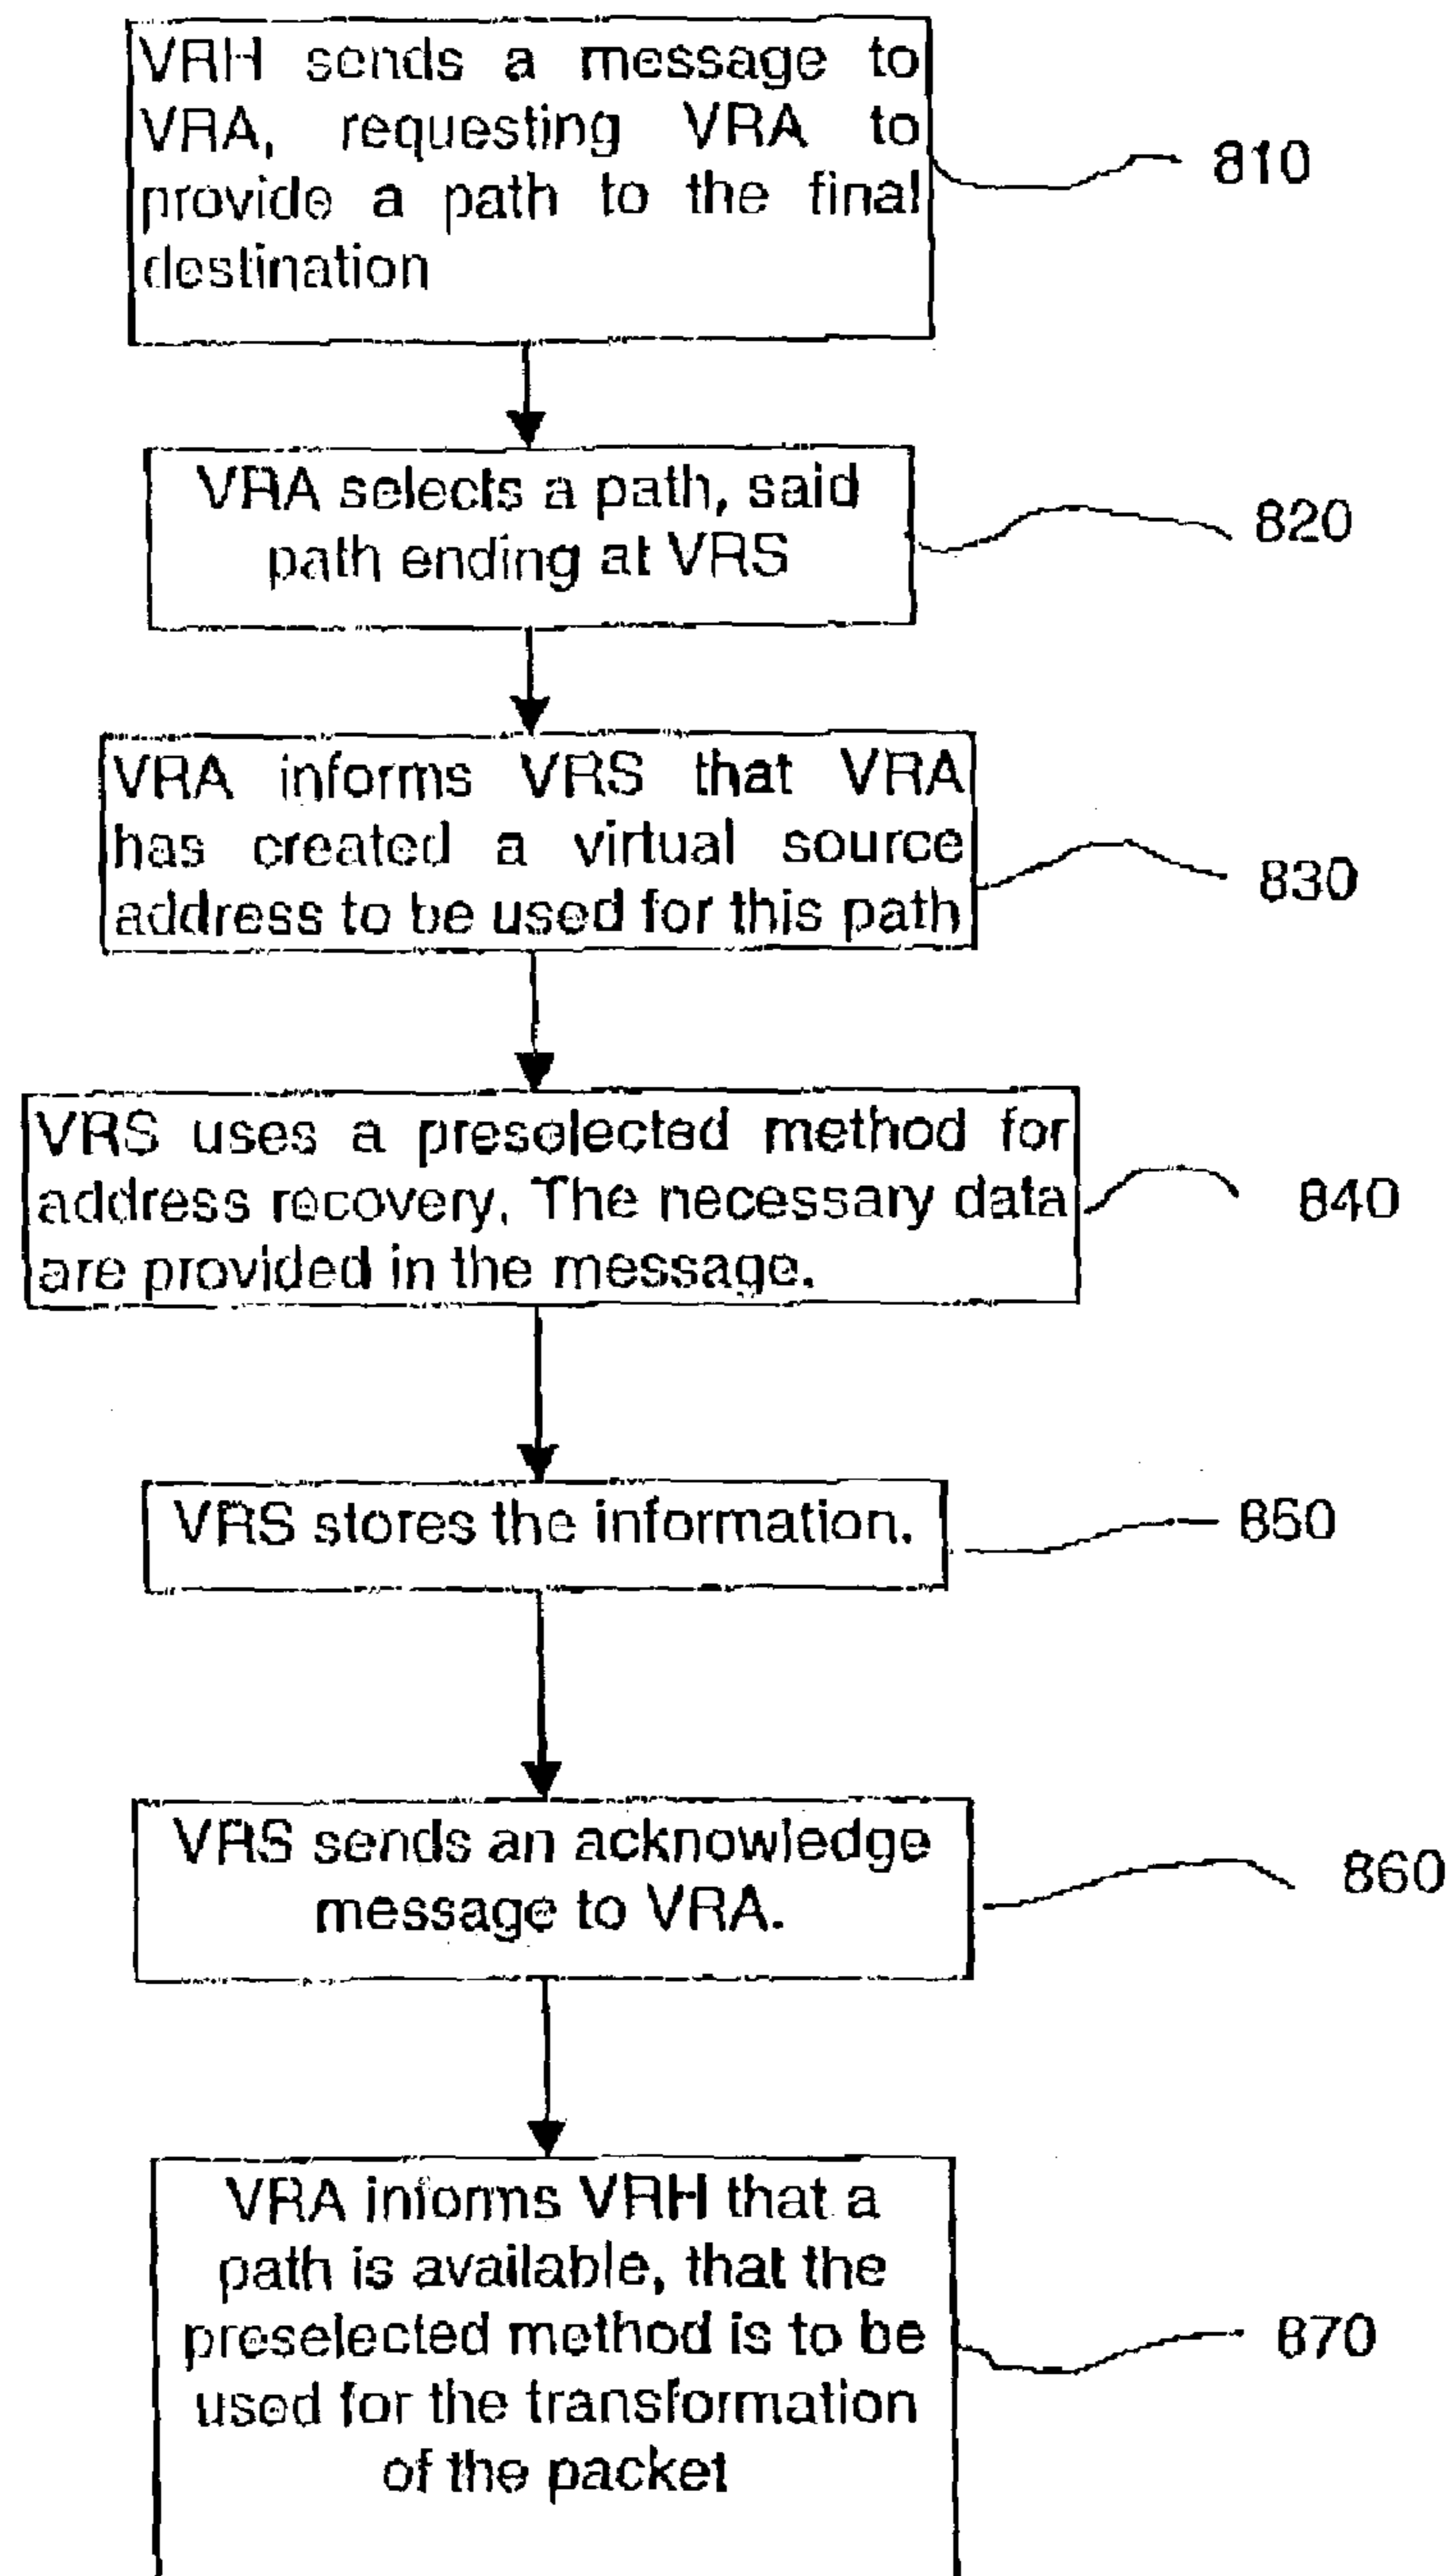 VRH sends a message to
VRA, requesting VRA to
provide a path to the final
destination
810
VRA selects a path, said
path ending at VRS
820
VRA informs VRS that VRA
has created a virtual source
address to be used for this path
830
VRS uses a preselected method for
address recovery. The necessary data
are provided in the message.
840
VRS stores the information.
850
VRS sends an acknowledge
message to VRA.
860
VRA informs VRH that a
path is available, that the
preselected method is to be
used for the transformation
of the packet
870